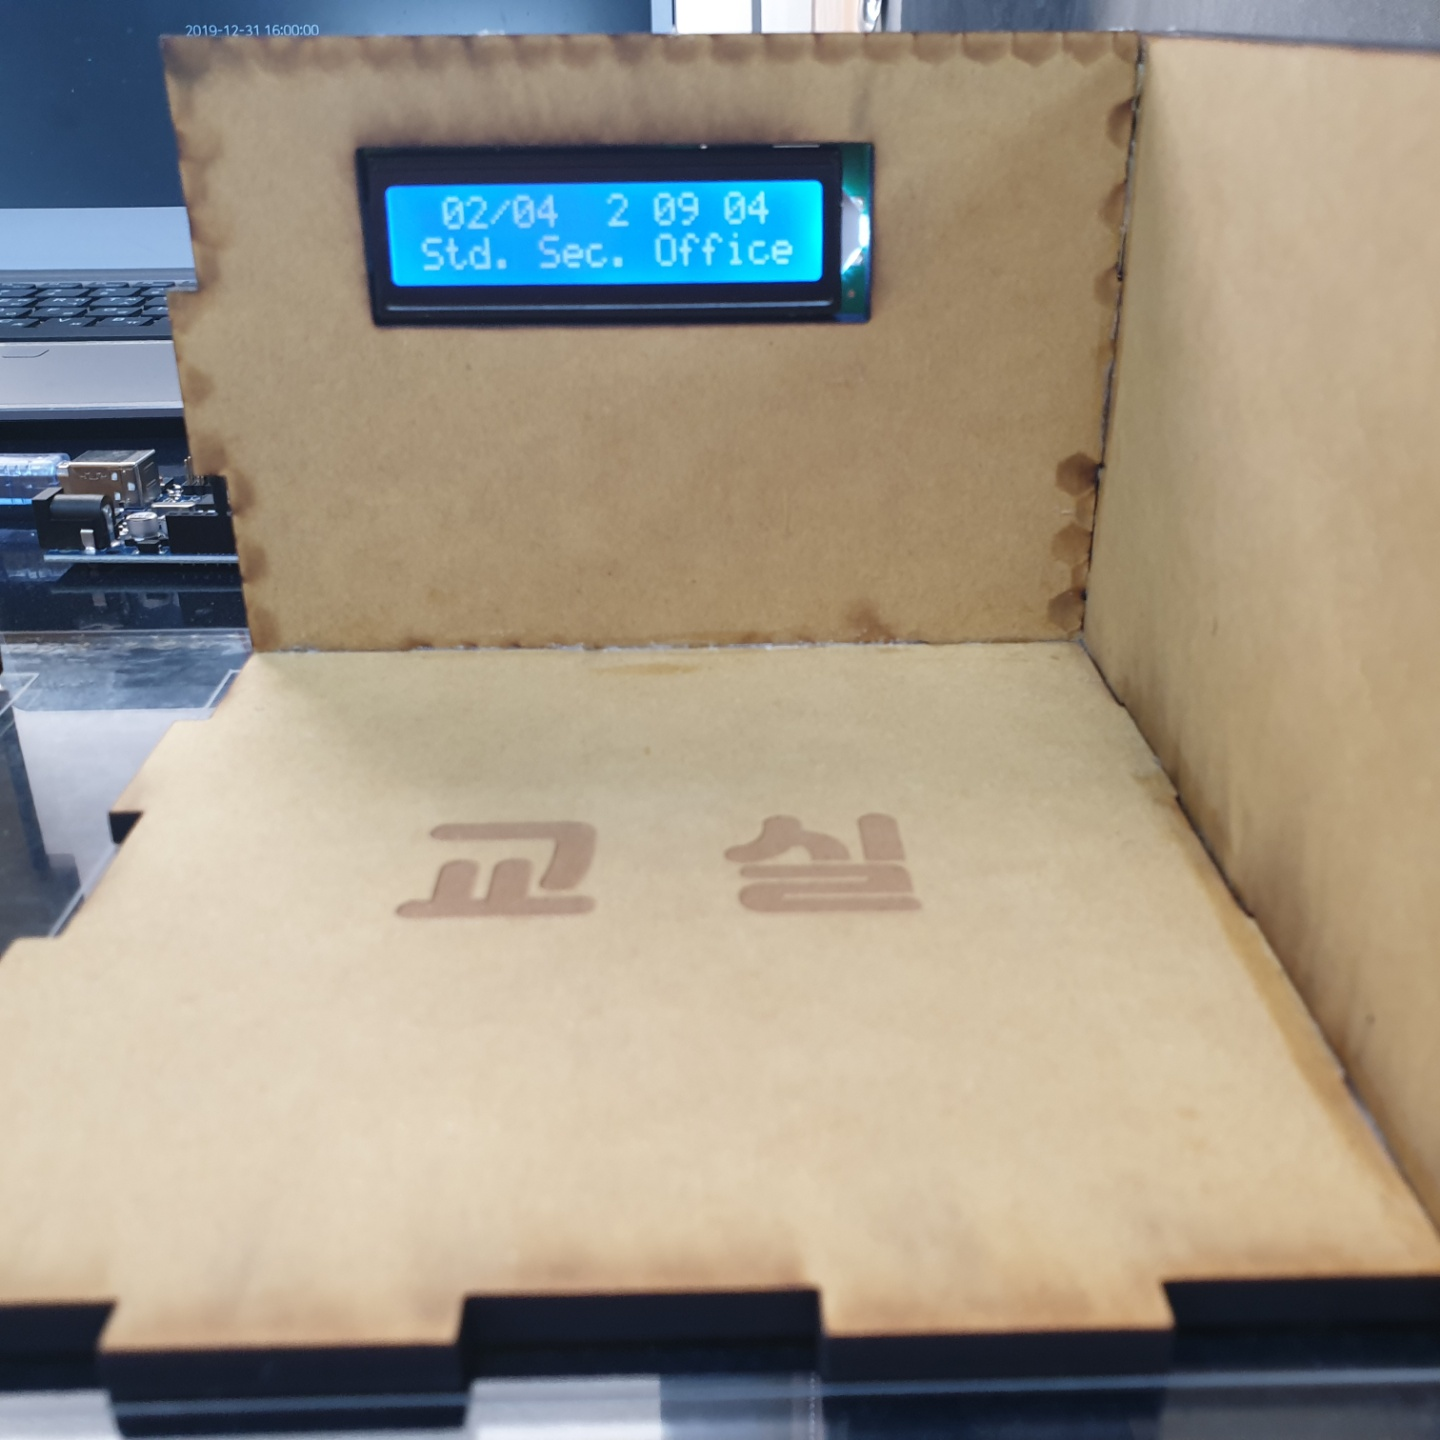 2019-12-31 16:00:00
02/04  2 09 04
Std. Sec. Office
교 실